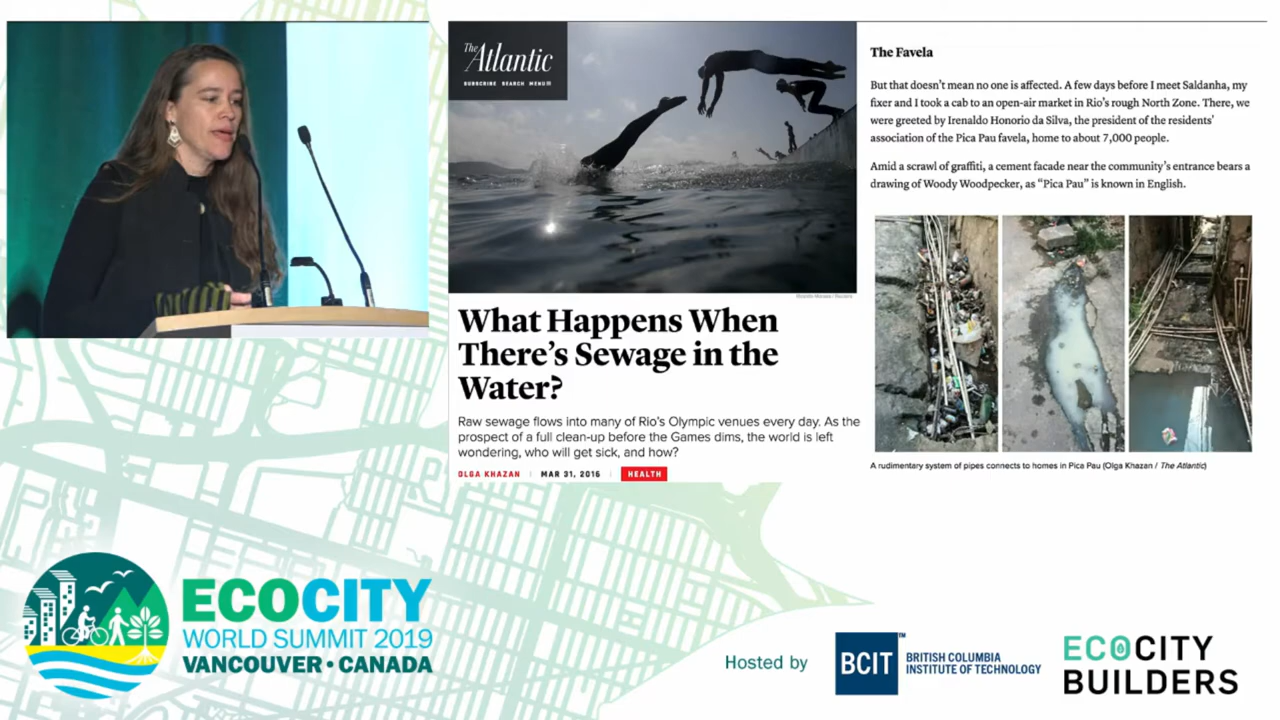 The
Atlantic
SUBSCRIBE SEARCH MENU
What Happens When
There's Sewage in the
Water?
Raw sewage flows into many of Rio's Olympic venues every day. As the
prospect of a full clean-up before the Games dims, the world is left
wondering, who will get sick, and how?
OLGA KHAZAN | MAR 31, 2016 | HEALTH
The Favela
But that doesn't mean no one is affected. A few days before I meet Saldanha, my
fixer and I took a cab to an open-air market in Rio's rough North Zone. There, we
were greeted by Irenaldo Honorio da Silva, the president of the residents'
association of the Pica Pau favela, home to about 7,000 people.
Amid a scrawl of graffiti, a cement facade near the community's entrance bears a
drawing of Woody Woodpecker, as “Pica Pau” is known in English.
A rudimentary system of pipes connects to homes in Pica Pau (Olga Khazan / The Atlantic)
ECOCITY
WORLD SUMMIT 2019
VANCOUVER • CANADA
Hosted by
BCIT™
BRITISH COLUMBIA
INSTITUTE OF TECHNOLOGY
ECOCITY
BUILDERS